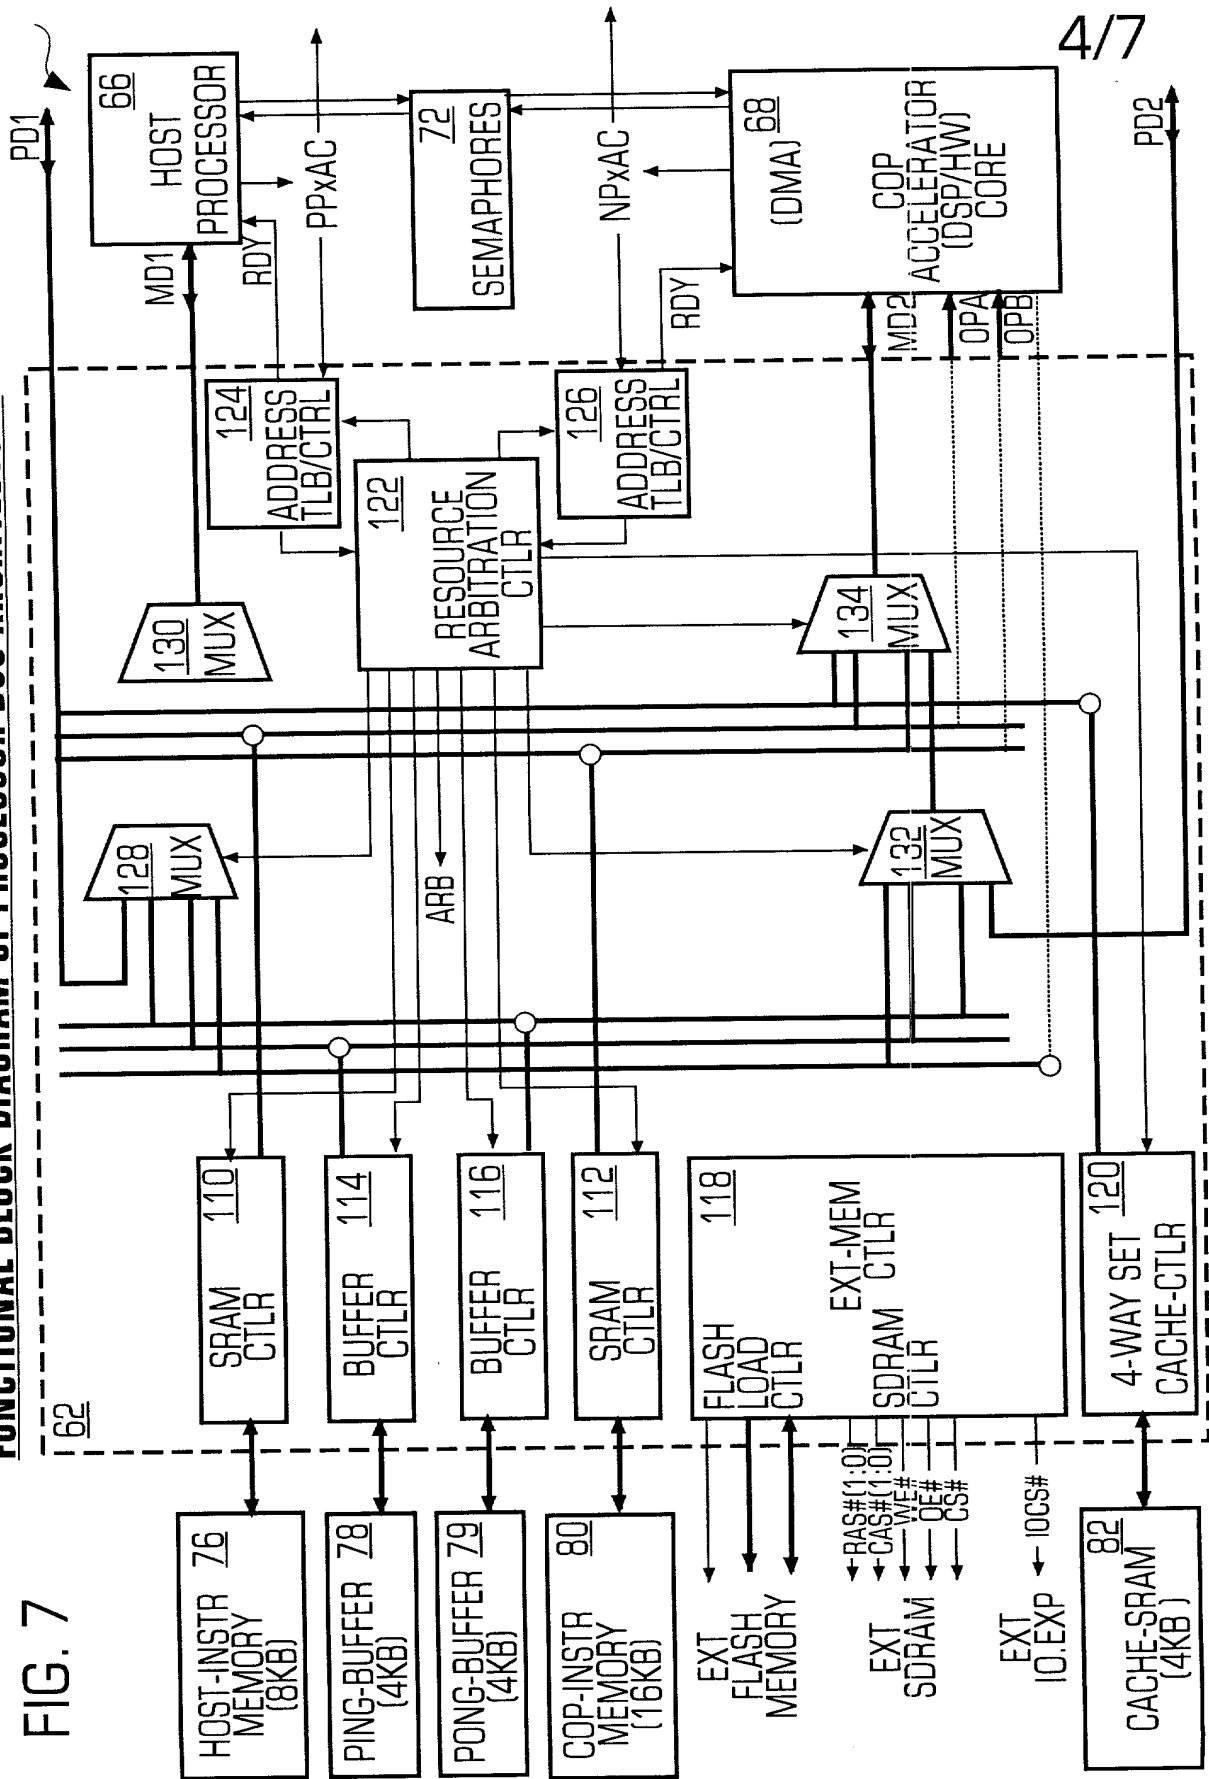 4/7
FIG. 7
FUNCTIONAL BLOCK DIAGRAM OF PROCESSOR BUS
62
HOST-INSTR 76
MEMORY
(8KB)
PING-BUFFER 78
(4KB)
PONG-BUFFER 79
(4KB)
COP-INSTR 80
MEMORY
(16KB)
EXT
FLASH
MEMORY
EXT
SDRAM
EXT
IO.EXP
CACHE-SRAM 82
(4KB)
RAS#(1:0)
CAS#(1:0)
WE#
OE#
CS#
IOCS#
SRAM 110
CTLR
BUFFER 114
CTLR
BUFFER 116
CTLR
SRAM 112
CTLR
118
FLASH
LOAD
CTLR
EXT-MEM
CTLR
SDRAM
CTLR
4-WAY SET 120
CACHE-CTLR
128
MUX
ARB
132
MUX
130
MUX
122
RESOURCE
ARBITRATION
CTLR
134
MUX
124
ADDRESS
TLB/CTRL
126
ADDRESS
TLB/CTRL
PD1
MD1
RDY
66
HOST
PROCESSOR
PPxAC
72
SEMAPHORES
NPxAC
RDY
68
(DMA)
COP
ACCELERATOR
(DSP/HW)
CORE
MD2
OPA
OPB
PD2